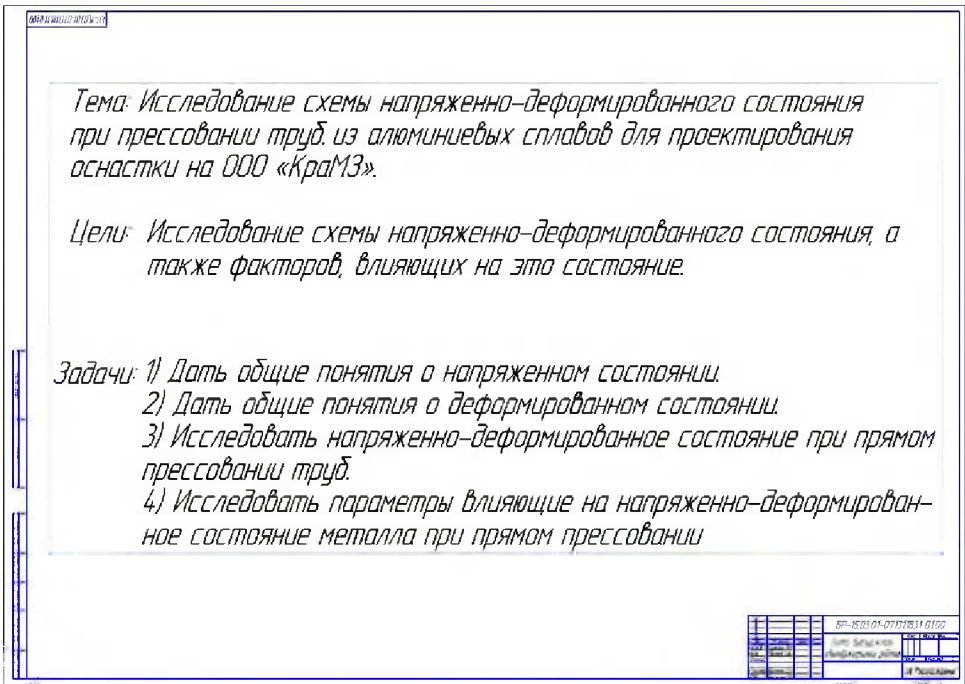 Тема: Исследование схемы напряженно-деформированного состояния
при прессовании труб. из алюминиевых сплавов для проектирования
оснастки на ООО «КраМЗ».
Цели: Исследование схемы напряженно-деформированного состояния, а
также факторов, влияющих на это состояние.
Задачи: 1) Дать общие понятия о напряженном состоянии.
2) Дать общие понятия о деформированном состоянии.
3) Исследовать напряженно-деформированное состояние при прямом
прессовании труб.
4) Исследовать параметры влияющие на напряженно-деформирован-
ное состояние металла при прямом прессовании